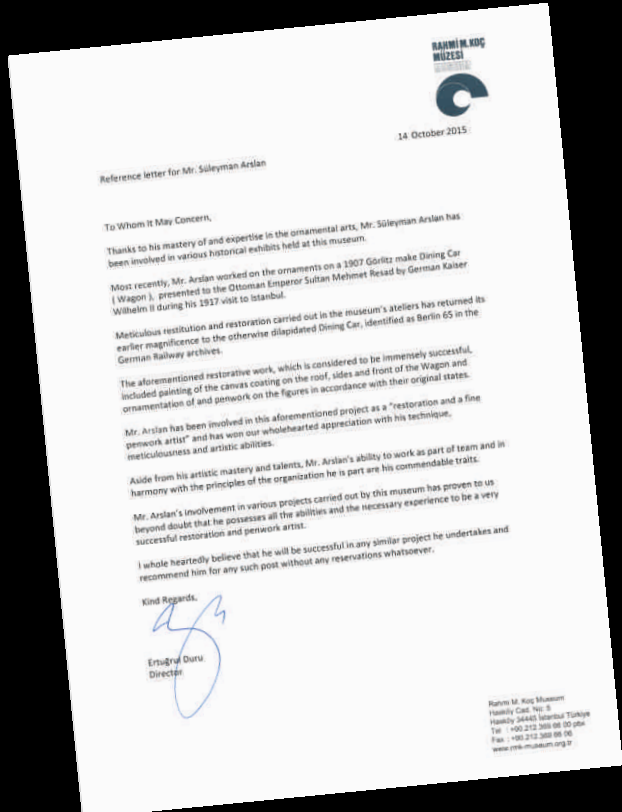 RAHMİ M. KOÇ
MÜZESİ
MUSEUM
14 October 2015
Reference letter for Mr. Süleyman Arslan
To Whom It May Concern,
Thanks to his mastery of and expertise in the ornamental arts, Mr. Süleyman Arslan has
been involved in various historical exhibits held at this museum.
Most recently, Mr. Arslan worked on the ornaments on a 1907 Görlitz make Dining Car
( Wagon ), presented to the Ottoman Emperor Sultan Mehmet Resad by German Kaiser
Wilhelm II during his 1917 visit to Istanbul.
Meticulous restitution and restoration carried out in the museum's ateliers has returned its
earlier magnificence to the otherwise dilapidated Dining Car, identified as Berlin 65 in the
German Railway archives.
The aforementioned restorative work, which is considered to be immensely successful,
included painting of the canvas coating on the roof, sides and front of the Wagon and
ornamentation of and penwork on the figures in accordance with their original states.
Mr. Arslan has been involved in this aforementioned project as a "restoration and a fine
penwork artist" and has won our wholehearted appreciation with his technique,
meticulousness and artistic abilities.
Aside from his artistic mastery and talents, Mr. Arslan's ability to work as part of team and in
harmony with the principles of the organization he is part are his commendable traits.
Mr. Arslan's involvement in various projects carried out by this museum has proven to us
beyond doubt that he possesses all the abilities and the necessary experience to be a very
successful restoration and penwork artist.
I whole heartedly believe that he will be successful in any similar project he undertakes and
recommend him for any such post without any reservations whatsoever.
Kind Regards,
Ertuğrul Duru
Director
Rahmi M. Koç Museum
Hasköy Cad. No: 5
Hasköy 34445 İstanbul Türkiye
Tel : +90.212.369 66 00 pbx
Fax : +90.212.369 66 06
www.rmk-museum.org.tr